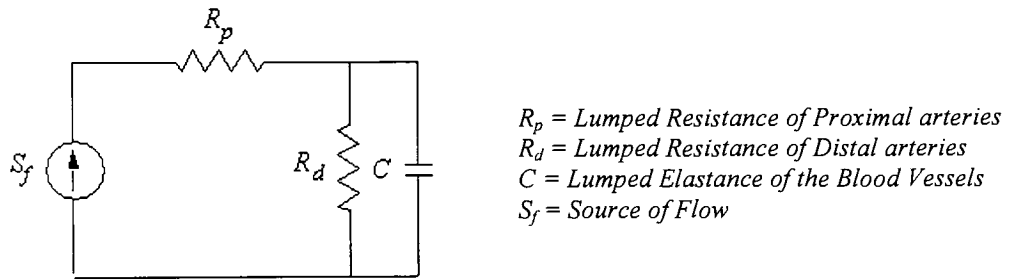 R_p
S_f
R_d
C
R_p = Lumped Resistance of Proximal arteries
R_d = Lumped Resistance of Distal arteries
C = Lumped Elastance of the Blood Vessels
S_f = Source of Flow